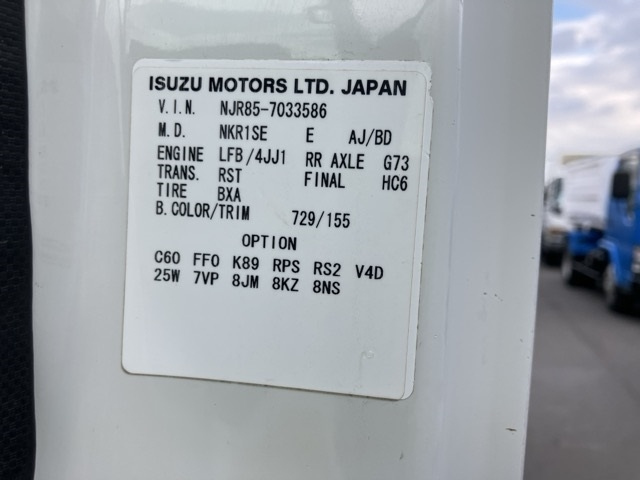 ISUZU MOTORS LTD. JAPAN
V.I.N. NJR85-7033586
M.D. NKR1SE E AJ/BD
ENGINE LFB/4JJ1 RR AXLE G73
TRANS. RST FINAL HC6
TIRE BXA
B.COLOR/TRIM 729/155
OPTION
C60 FF0 K89 RPS RS2 V4D
25W 7VP 8JM 8KZ 8NS